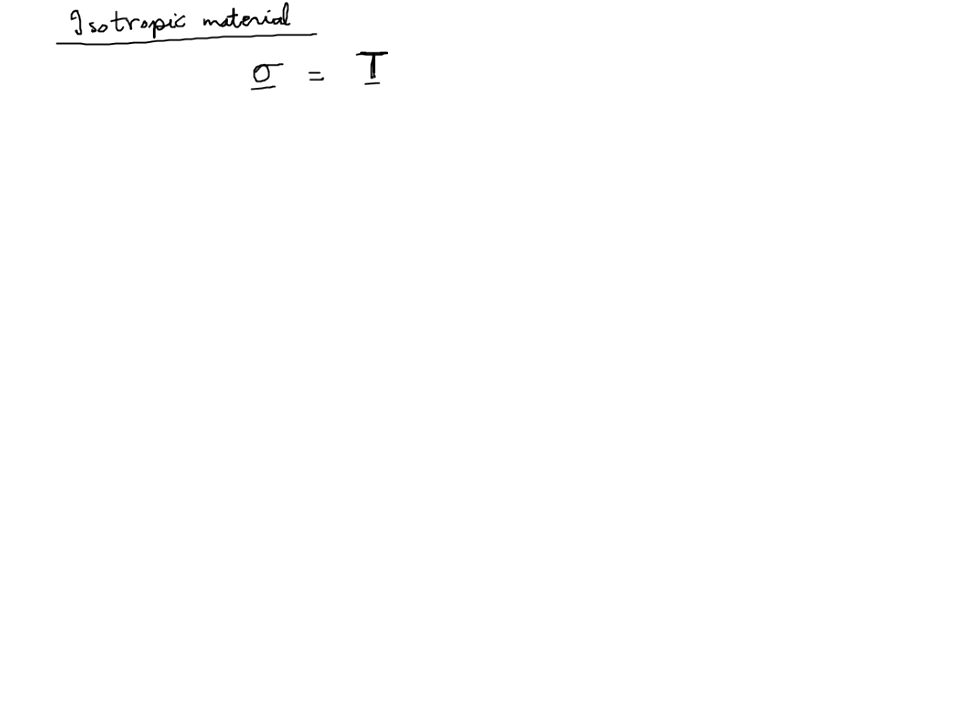 Isotropic material
σ = T